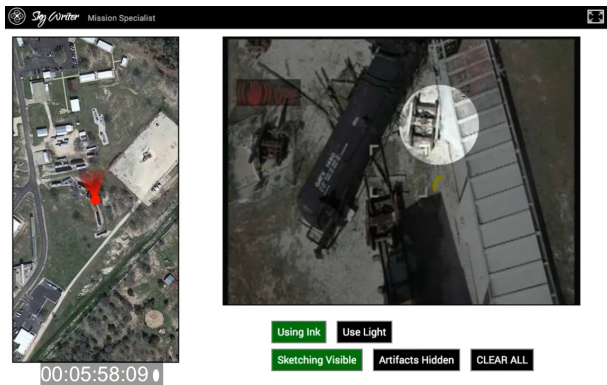 Sky Writer Mission Specialist
Using Ink Use Light
Sketching Visible Artifacts Hidden CLEAR ALL
00:05:58:09